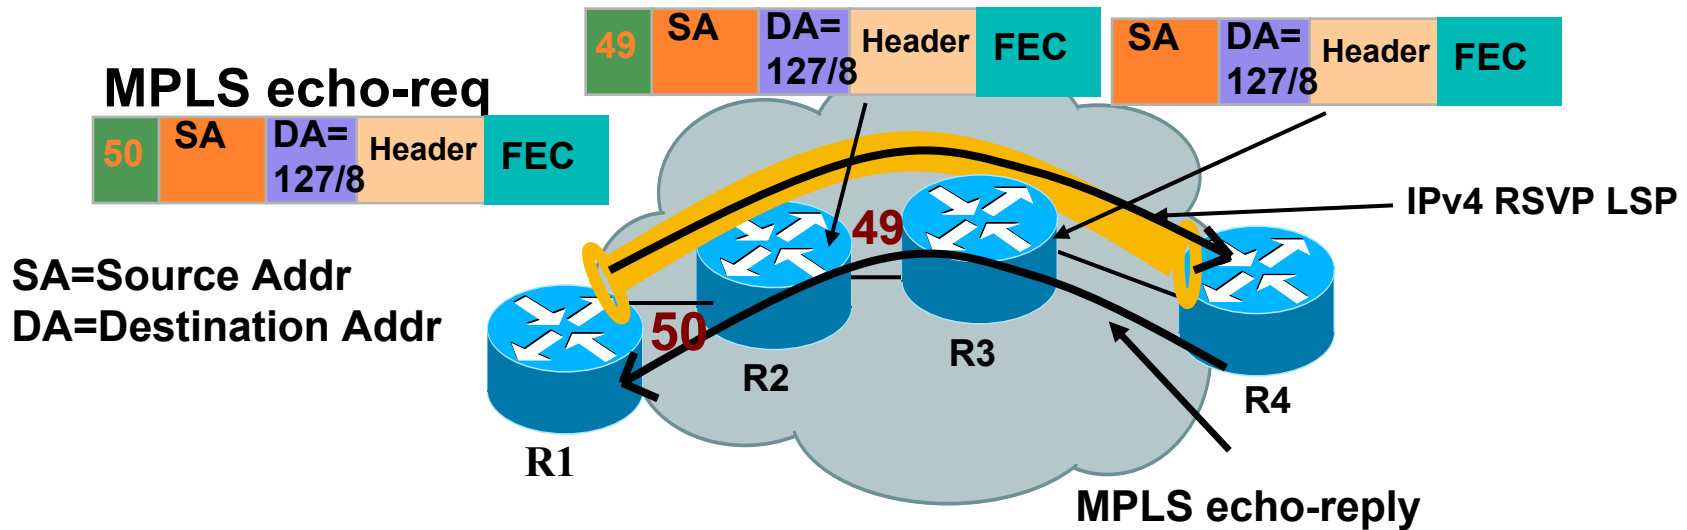 49 SA DA= 127/8 Header FEC
SA DA= 127/8 Header FEC
MPLS echo-req
50 SA DA= 127/8 Header FEC
IPv4 RSVP LSP
49
SA=Source Addr
DA=Destination Addr
50
R2
R3
R4
R1
MPLS echo-reply